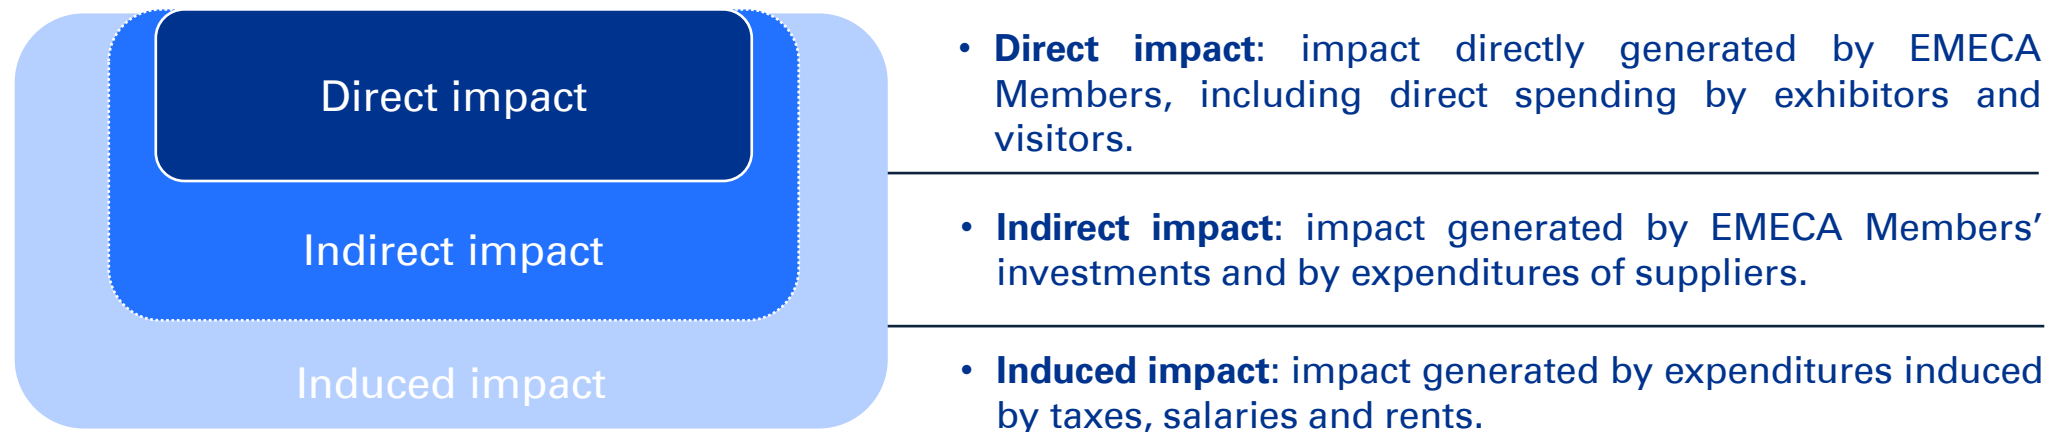 Direct impact
Indirect impact
Induced impact
• Direct impact: impact directly generated by EMECA
Members, including direct spending by exhibitors and
visitors.
• Indirect impact: impact generated by EMECA Members’
investments and by expenditures of suppliers.
• Induced impact: impact generated by expenditures induced
by taxes, salaries and rents.